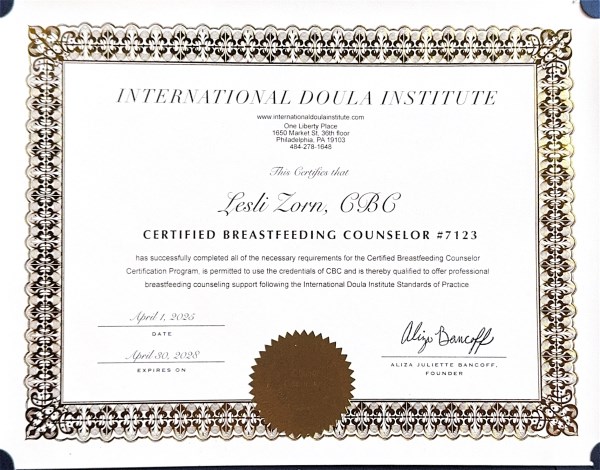 INTERNATIONAL DOULA INSTITUTE
www.internationaldoulainstitute.com
One Liberty Place
1650 Market St, 36th floor
Philadelphia, PA 19103
484-278-1648
This Certifies that
Lesli Zorn, CBC
CERTIFIED BREASTFEEDING COUNSELOR #7123
has successfully completed all of the necessary requirements for the Certified Breastfeeding Counselor
Certification Program, is permitted to use the credentials of CBC and is thereby qualified to offer professional
breastfeeding counseling support following the International Doula Institute Standards of Practice
April 1, 2025
DATE
April 30, 2028
EXPIRES ON
Aliza Bancoff
ALIZA JULIETTE BANCOFF,
FOUNDER